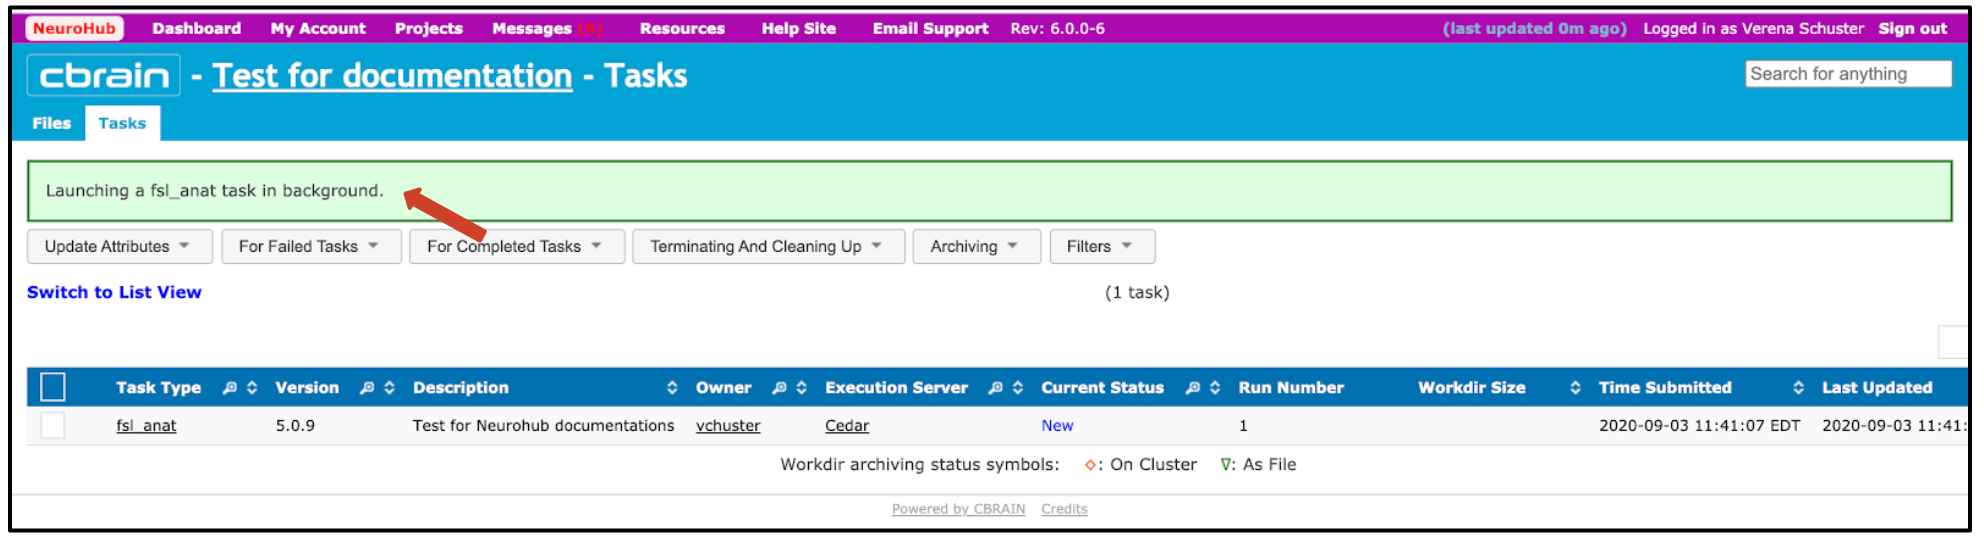 NeuroHub Dashboard My Account Projects Messages (6) Resources Help Site Email Support Rev: 6.0.0-6 (last updated 0m ago) Logged in as Verena Schuster Sign out
cbrain - Test for documentation - Tasks Search for anything
Files Tasks
Launching a fsl_anat task in background.
Update Attributes For Failed Tasks For Completed Tasks Terminating And Cleaning Up Archiving Filters
Switch to List View (1 task)
Task Type Version Description Owner Execution Server Current Status Run Number Workdir Size Time Submitted Last Updated
fsl_anat 5.0.9 Test for Neurohub documentations vchuster Cedar New 1 2020-09-03 11:41:07 EDT 2020-09-03 11:41:
Workdir archiving status symbols: ◇: On Cluster ∇: As File
Powered by CBRAIN Credits